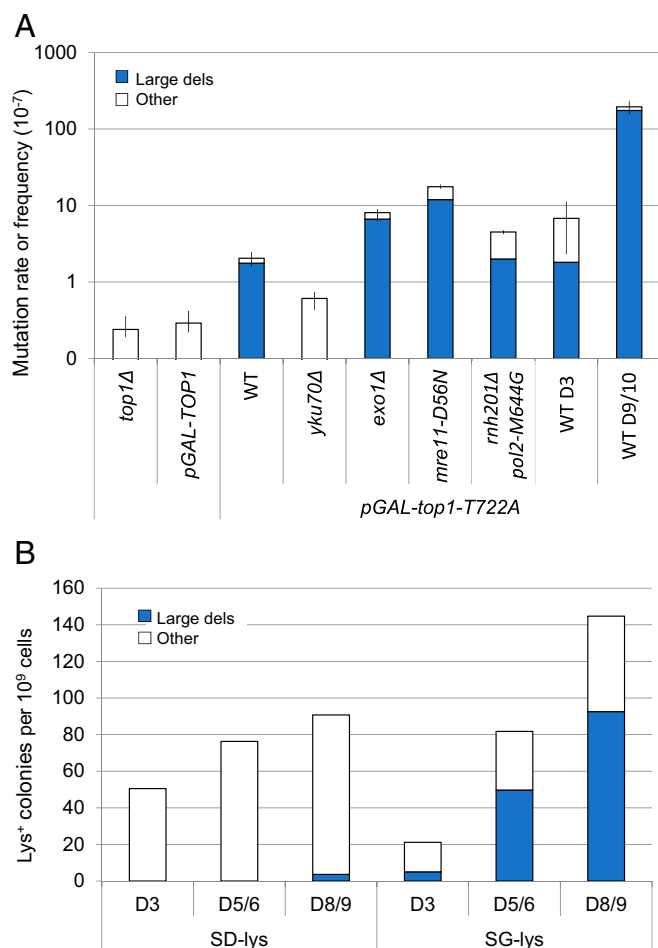 A
Mutation rate or frequency (10⁻⁷)
1000
100
10
1
0
Large dels
Other
top1Δ
pGAL-TOP1
WT
yku70Δ
exo1Δ
mre11-D56N
rnh201Δ
pol2-M644G
WT D3
WT D9/10
pGAL-top1-T722A
B
Lys⁺ colonies per 10⁹ cells
160
140
120
100
80
60
40
20
0
Large dels
Other
D3 D5/6 D8/9 D3 D5/6 D8/9
SD-lys SG-lys